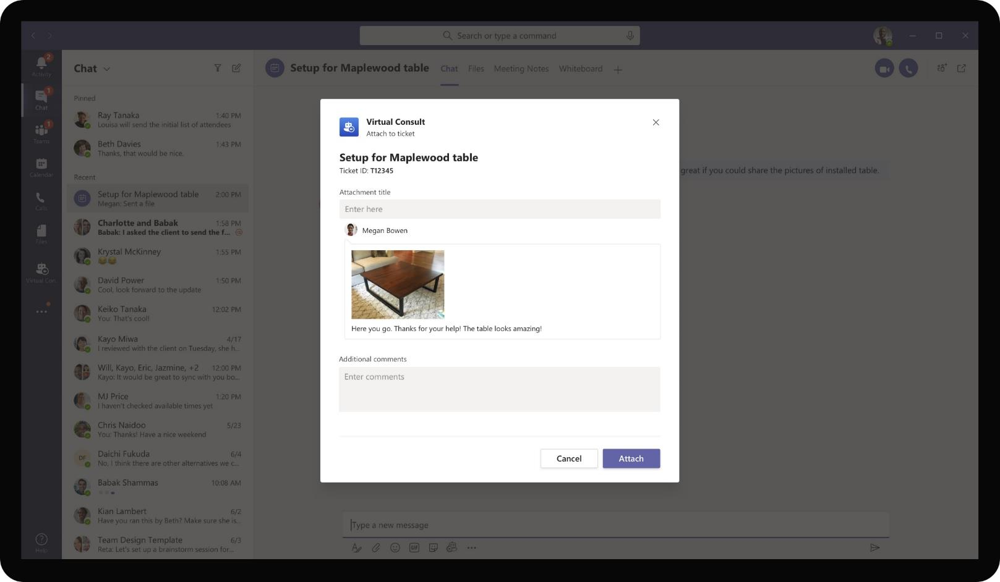 Search or type a command
2
Activity
1
Chat
1
Teams
Calendar
Calls
Files
Virtual Con.
Help
Chat
Pinned
Ray Tanaka 1:40 PM
Louisa will send the initial list of attendees
Beth Davies 1:43 PM
Thanks, that would be nice.
Recent
Setup for Maplewood table 2:00 PM
Megan: Sent a file
Charlotte and Babak 1:58 PM
Babak: I asked the client to send the f... @
Krystal McKinney 1:55 PM
😂😂
David Power 1:50 PM
Cool, look forward to the update
Keiko Tanaka 12:02 PM
You: That's cool!
Kayo Miwa 4/17
I reviewed with the client on Tuesday, she h...
Will, Kayo, Eric, Jazmine, +2 12:00 PM
Kayo: It would be great to sync with you bo...
MJ Price 1:20 PM
I haven't checked available times yet
Chris Naidoo 5/23
You: Thanks! Have a nice weekend
DF
Daichi Fukuda 6/4
No, I think there are other alternatives we c...
Babak Shammas 10:08 AM
Kian Lambert 6/2
Have you ran this by Beth? Make sure she is...
Team Design Template 6/3
Reta: Let's set up a brainstorm session for...
Setup for Maplewood table Chat Files Meeting Notes Whiteboard
great if you could share the pictures of installed table.
Virtual Consult
Attach to ticket
Setup for Maplewood table
Ticket ID: T12345
Attachment title
Enter here
Megan Bowen
Here you go. Thanks for your help! The table looks amazing!
Additional comments
Enter comments
Cancel Attach
Type a new message
GIF